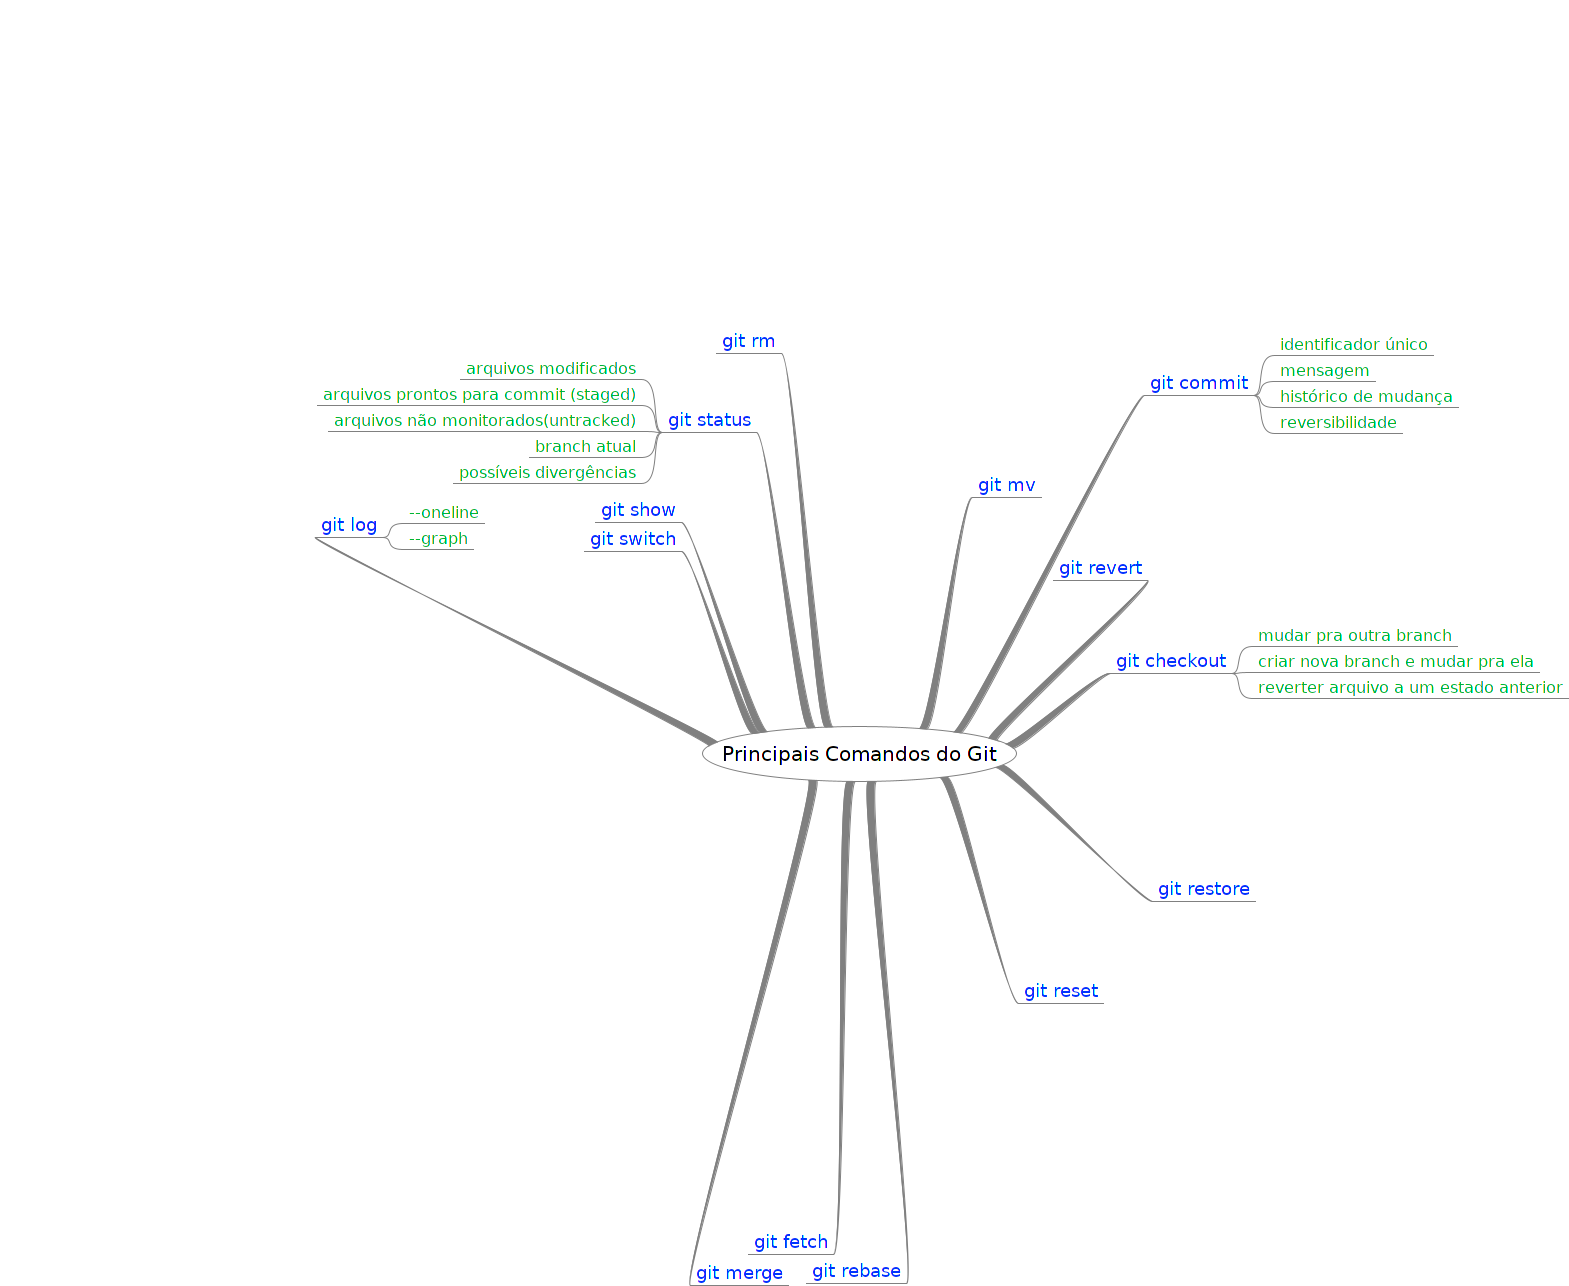 git rm
identificador único
arquivos modificados
mensagem
git commit
arquivos prontos para commit (staged)
histórico de mudança
arquivos não monitorados(untracked)
git status
reversibilidade
branch atual
possíveis divergências
git mv
git show
--oneline
git log
--graph
git switch
git revert
mudar pra outra branch
git checkout
criar nova branch e mudar pra ela
reverter arquivo a um estado anterior
Principais Comandos do Git
git restore
git reset
git fetch
git merge
git rebase